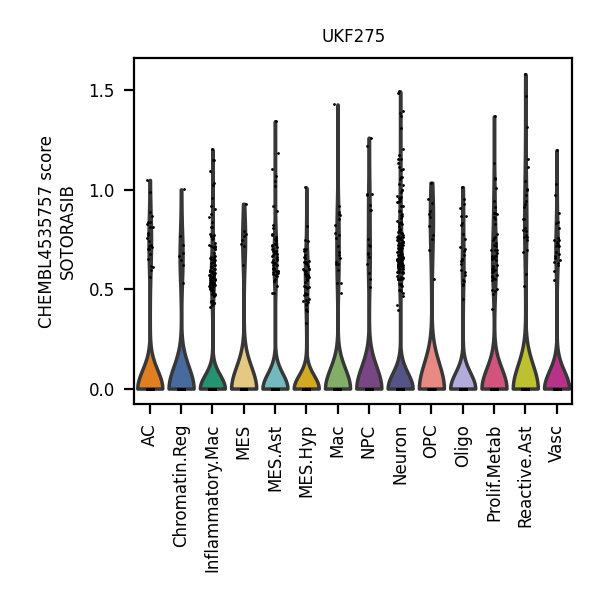 UKF275
CHEMBL4535757 score
SOTORASIB
1.5
1.0
0.5
0.0
AC
Chromatin.Reg
Inflammatory.Mac
MES
MES.Ast
MES.Hyp
Mac
NPC
Neuron
OPC
Oligo
Prolif.Metab
Reactive.Ast
Vasc